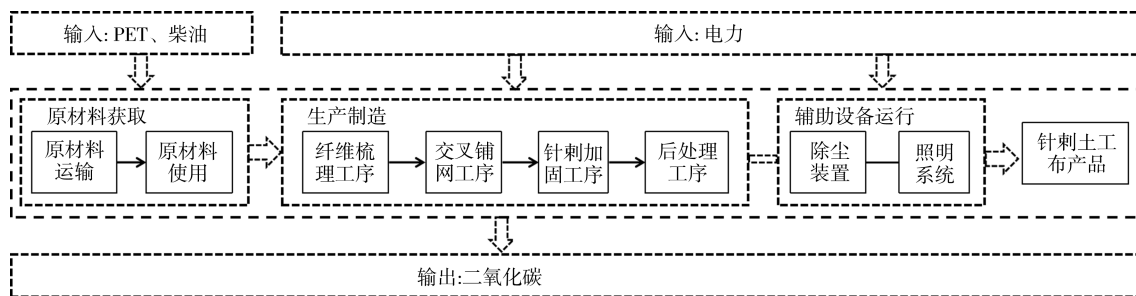 输入: PET、柴油
输入: 电力
原材料获取
原材料
运输
原材料
使用
生产制造
纤维梳
理工序
交叉铺
网工序
针刺加
固工序
后处理
工序
辅助设备运行
除尘
装置
照明
系统
针刺土工
布产品
输出:二氧化碳